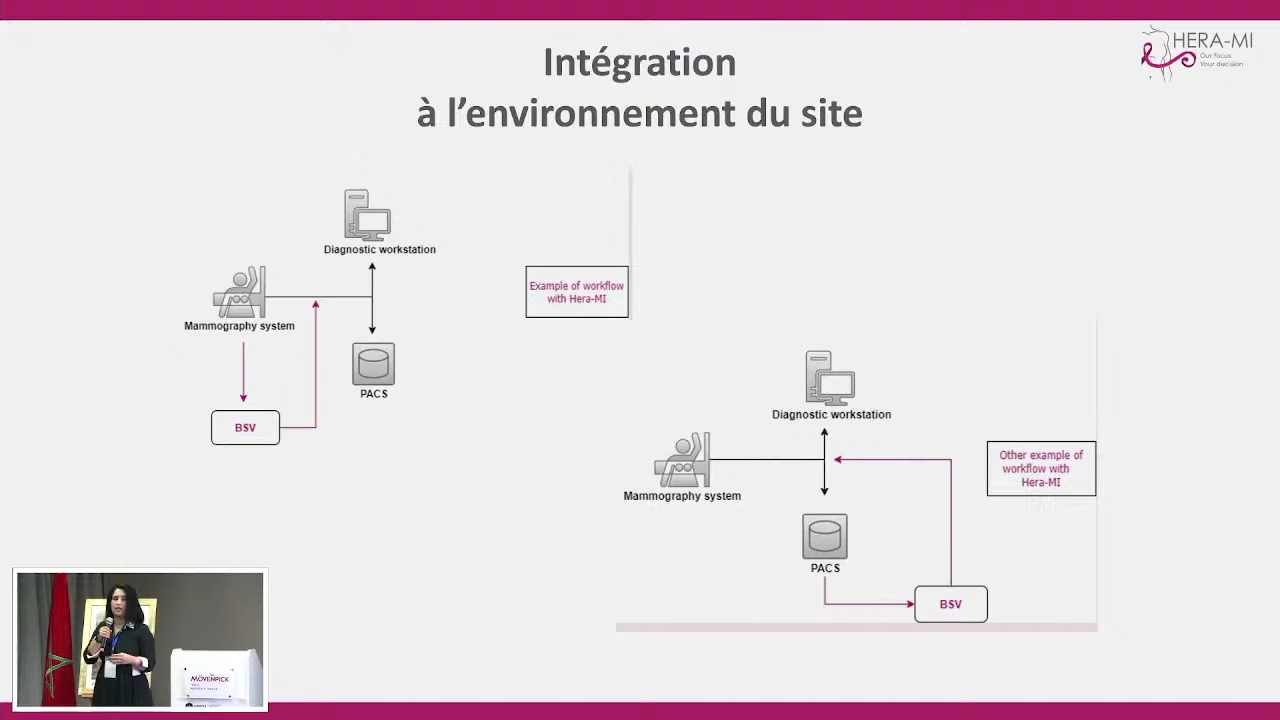 Intégration
à l’environnement du site
HERA-MI
Our focus
Your decision
Diagnostic workstation
Mammography system
PACS
BSV
Example of workflow
with Hera-MI
Diagnostic workstation
Mammography system
PACS
BSV
Other example of
workflow with
Hera-MI
MÖVENPICK